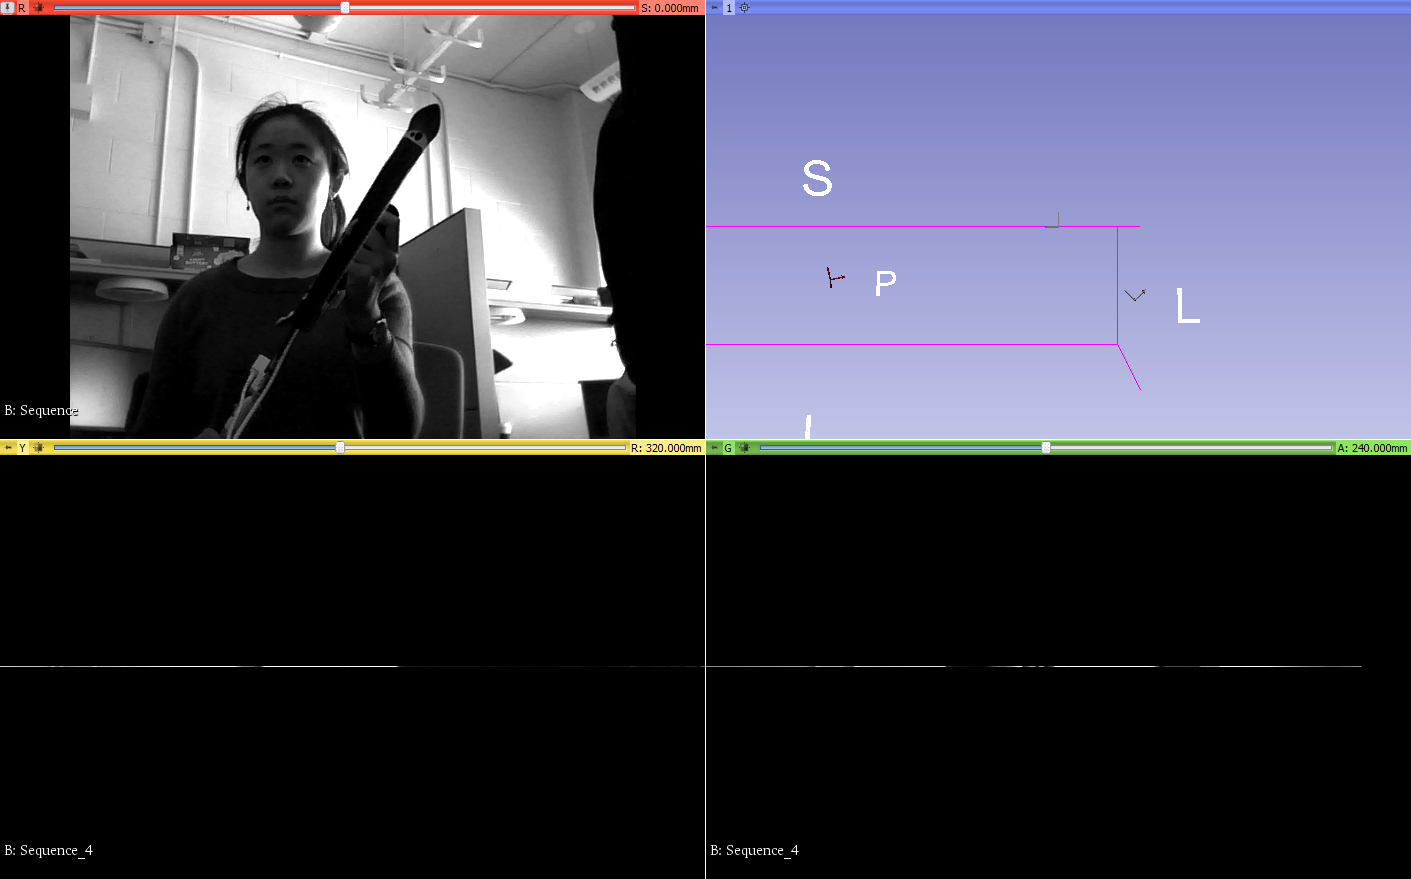 R S: 0.000mm
1
S
P
L
B: Sequence
Y R: 320.000mm
G A: 240.000mm
B: Sequence_4
B: Sequence_4